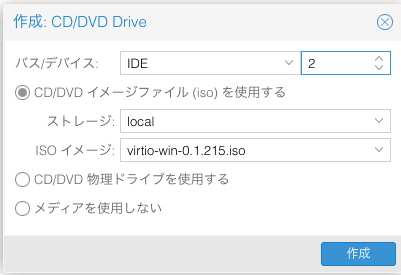 作成: CD/DVD Drive
バス/デバイス: IDE 2
CD/DVD イメージファイル (iso) を使用する
ストレージ: local
ISO イメージ: virtio-win-0.1.215.iso
CD/DVD 物理ドライブを使用する
メディアを使用しない
作成